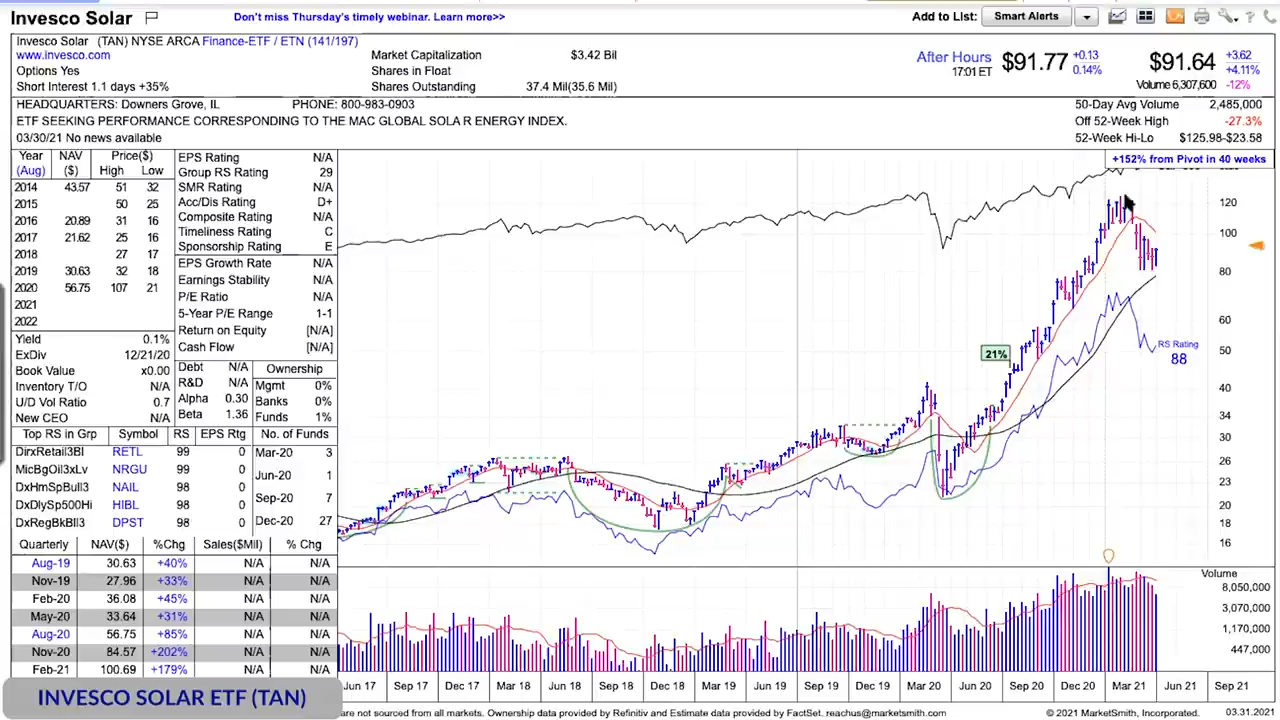 Invesco Solar
Don't miss Thursday's timely webinar. Learn more>>
Add to List: Smart Alerts
Invesco Solar (TAN) NYSE ARCA Finance-ETF / ETN (141/197)
www.invesco.com
Options Yes
Short Interest 1.1 days +35%
Market Capitalization $3.42 Bil
Shares in Float
Shares Outstanding 37.4 Mil(35.6 Mil)
After Hours
17:01 ET
$91.77 +0.13 0.14%
$91.64 +3.62 +4.11%
Volume 6,307,600 -12%
HEADQUARTERS: Downers Grove, IL PHONE: 800-983-0903
ETF SEEKING PERFORMANCE CORRESPONDING TO THE MAC GLOBAL SOLA R ENERGY INDEX.
03/30/21 No news available
50-Day Avg Volume 2,485,000
Off 52-Week High -27.3%
52-Week Hi-Lo $125.98-$23.58
Year NAV Price($)
(Aug) ($) High Low
2014 43.57 51 32
2015 50 25
2016 20.89 31 16
2017 21.62 25 16
2018 27 17
2019 30.63 32 18
2020 56.75 107 21
2021
2022
Yield 0.1%
ExDiv 12/21/20
Book Value x0.00
Inventory T/O N/A
U/D Vol Ratio 0.7
New CEO N/A
EPS Rating N/A
Group RS Rating 29
SMR Rating N/A
Acc/Dis Rating D+
Composite Rating N/A
Timeliness Rating C
Sponsorship Rating E
EPS Growth Rate N/A
Earnings Stability N/A
P/E Ratio N/A
5-Year P/E Range 1-1
Return on Equity [N/A]
Cash Flow [N/A]
Debt N/A
R&D N/A
Alpha 0.30
Beta 1.36
Ownership
Mgmt 0%
Banks 0%
Funds 1%
Top RS in Grp Symbol RS EPS Rtg
DirxRetail3Bl RETL 99 0
MicBgOil3xLv NRGU 99 0
DxHmSpBull3 NAIL 98 0
DxDlySp500Hi HIBL 98 0
DxRegBkBll3 DPST 98 0
No. of Funds
Mar-20 3
Jun-20 1
Sep-20 7
Dec-20 27
Quarterly NAV($) %Chg Sales($Mil) % Chg
Aug-19 30.63 +40% N/A N/A
Nov-19 27.96 +33% N/A N/A
Feb-20 36.08 +45% N/A N/A
May-20 33.64 +31% N/A N/A
Aug-20 56.75 +85% N/A N/A
Nov-20 84.57 +202% N/A N/A
Feb-21 100.69 +179% N/A N/A
+152% from Pivot in 40 weeks
120
100
80
60
50
40
34
30
26
23
20
18
16
21%
RS Rating
88
Volume
8,050,000
3,070,000
1,170,000
447,000
Jun 17 Sep 17 Dec 17 Mar 18 Jun 18 Sep 18 Dec 18 Mar 19 Jun 19 Sep 19 Dec 19 Mar 20 Jun 20 Sep 20 Dec 20 Mar 21 Jun 21 Sep 21
INVESCO SOLAR ETF (TAN)
are not sourced from all markets. Ownership data provided by Refinitiv and Estimate data provided by FactSet. reachus@marketsmith.com
© 2021 MarketSmith, Incorporated. 03.31.2021